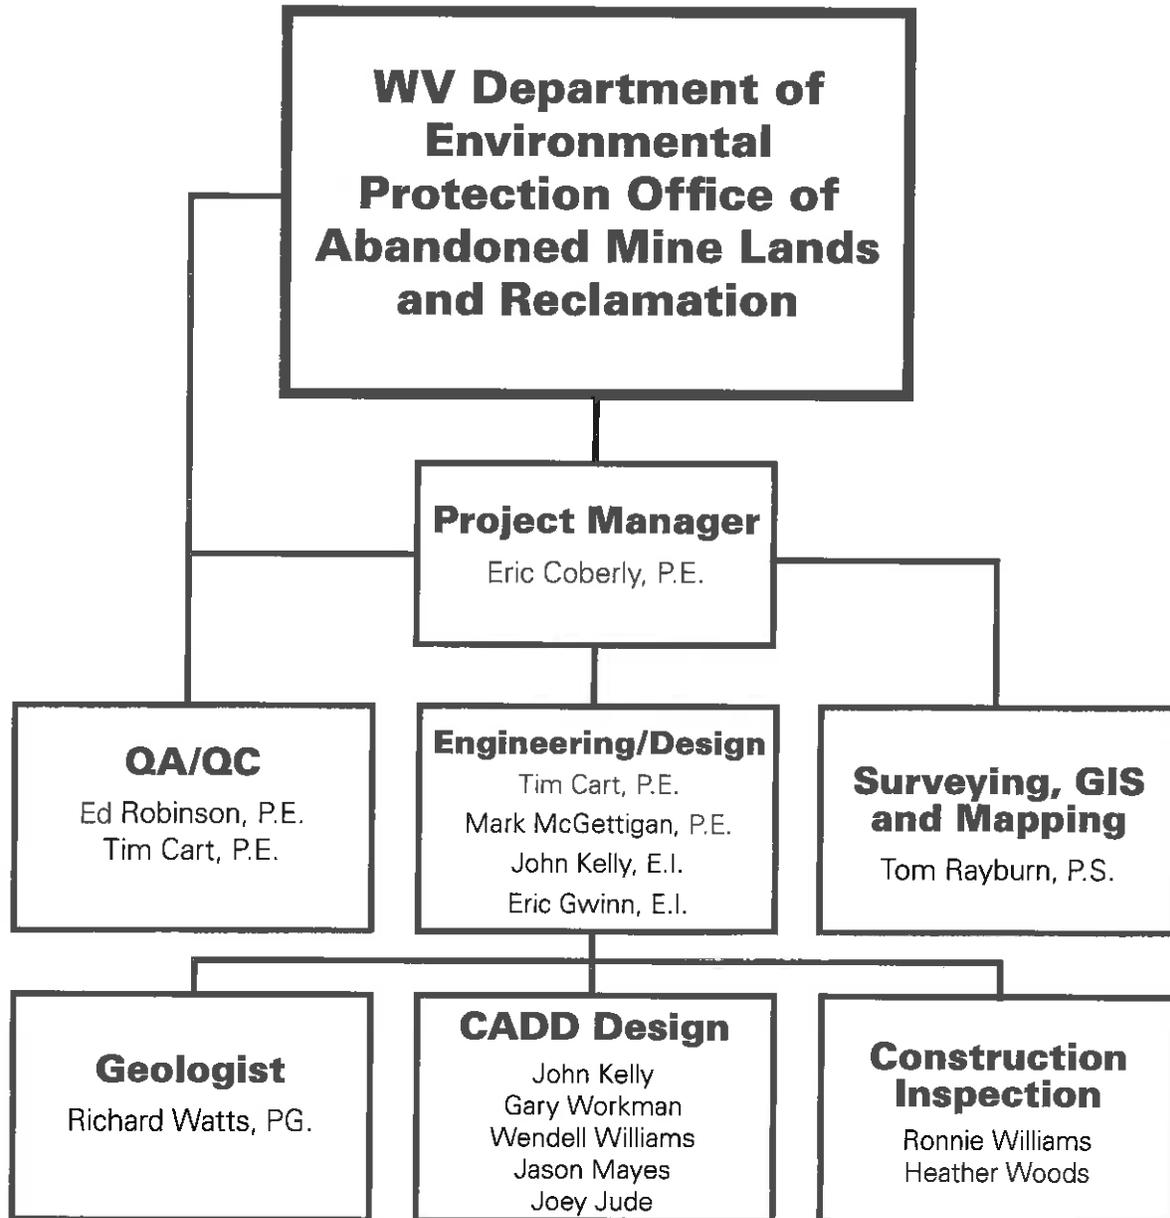 WV Department of
Environmental
Protection Office of
Abandoned Mine Lands
and Reclamation
Project Manager
Eric Coberly, P.E.
QA/QC
Ed Robinson, P.E.
Tim Cart, P.E.
Engineering/Design
Tim Cart, P.E.
Mark McGettigan, P.E.
John Kelly, E.I.
Eric Gwinn, E.I.
Surveying, GIS
and Mapping
Tom Rayburn, P.S.
Geologist
Richard Watts, PG.
CADD Design
John Kelly
Gary Workman
Wendell Williams
Jason Mayes
Joey Jude
Construction
Inspection
Ronnie Williams
Heather Woods